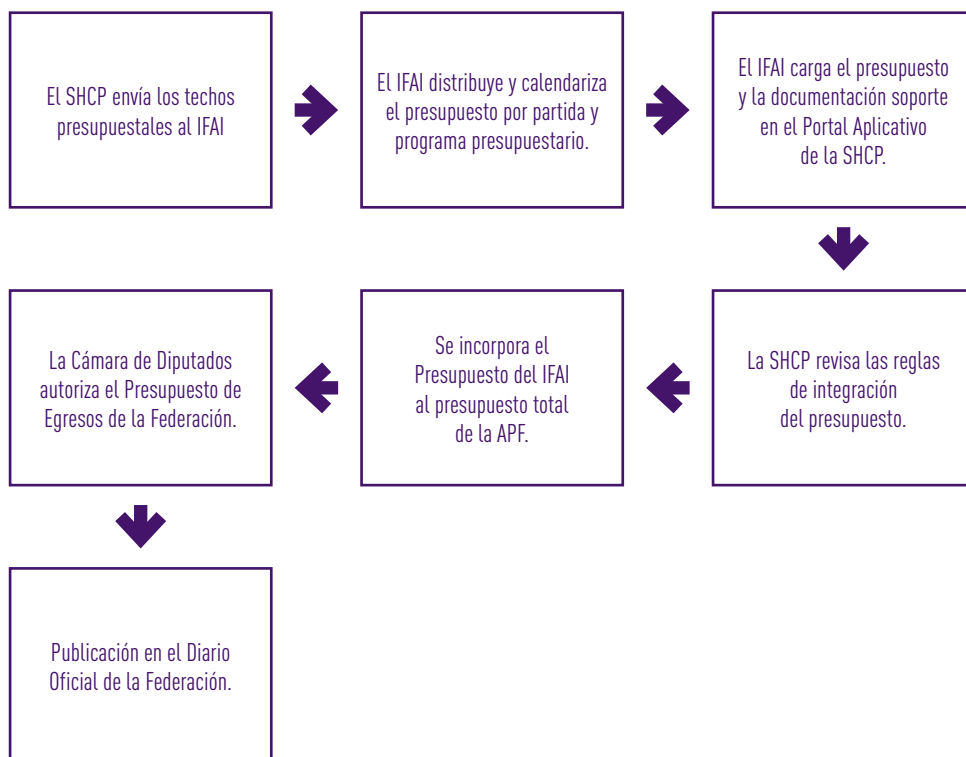 El SHCP envía los techos
presupuestales al IFAI
El IFAI distribuye y calendariza
el presupuesto por partida y
programa presupuestario.
El IFAI carga el presupuesto
y la documentación soporte
en el Portal Aplicativo
de la SHCP.
La SHCP revisa las reglas
de integración
del presupuesto.
Se incorpora el
Presupuesto del IFAI
al presupuesto total
de la APF.
La Cámara de Diputados
autoriza el Presupuesto de
Egresos de la Federación.
Publicación en el Diario
Oficial de la Federación.